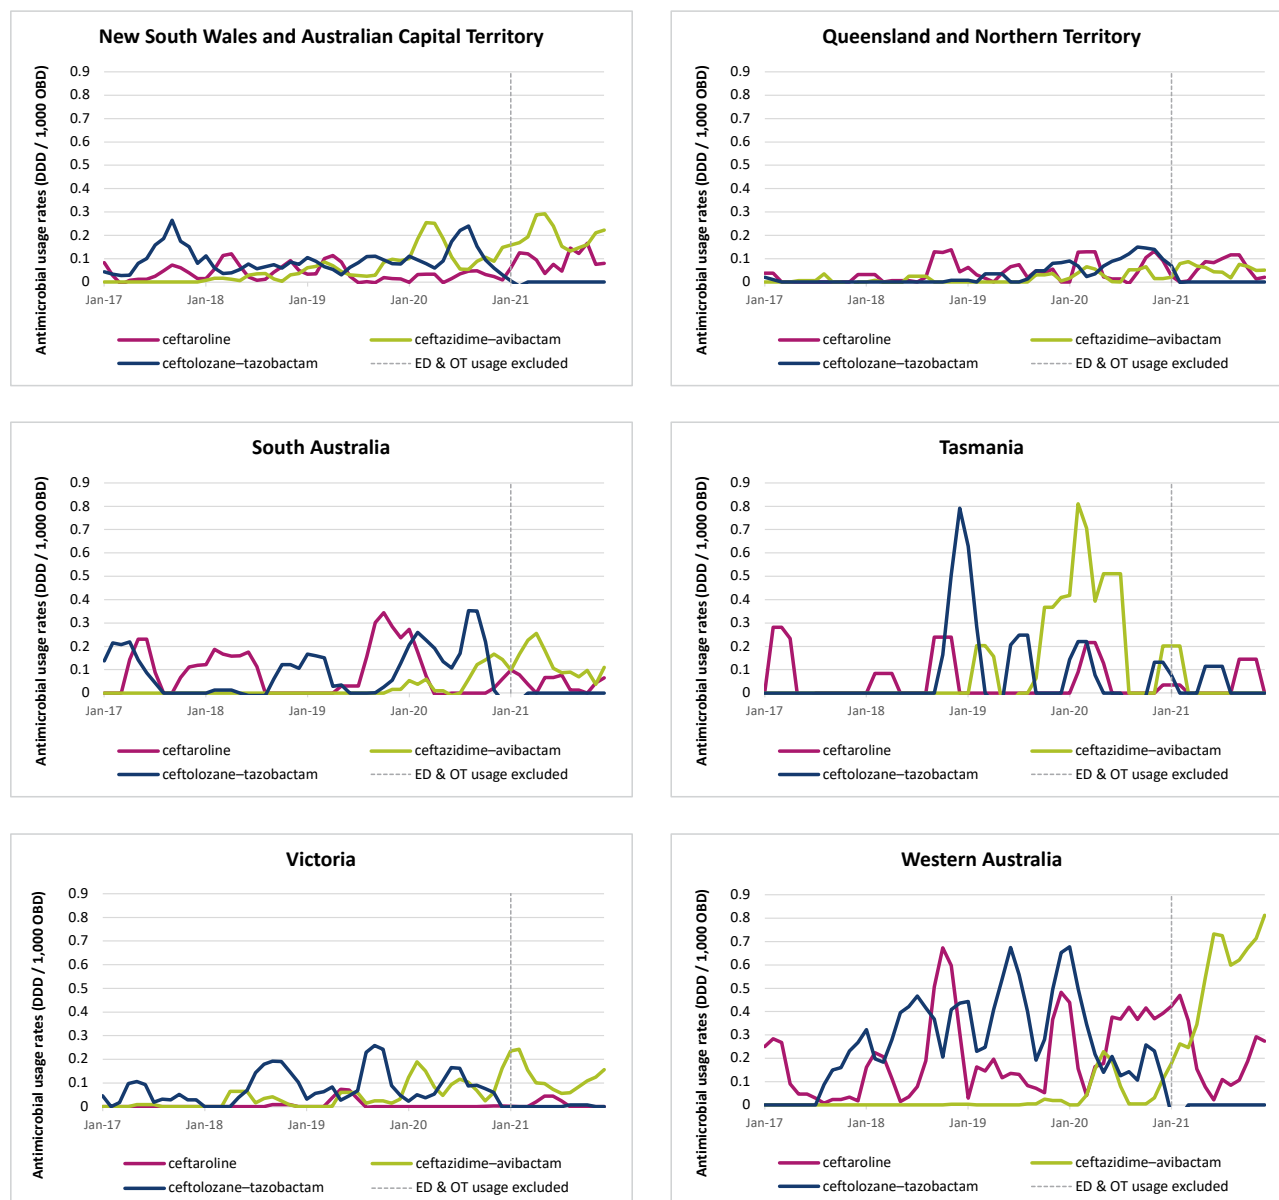 New South Wales and Australian Capital Territory
Antimicrobial usage rates (DDD / 1,000 OBD)
0.9
0.8
0.7
0.6
0.5
0.4
0.3
0.2
0.1
0
Jan-17 Jan-18 Jan-19 Jan-20 Jan-21
ceftaroline ceftazidime–avibactam
ceftolozane–tazobactam ED & OT usage excluded
Queensland and Northern Territory
Antimicrobial usage rates (DDD / 1,000 OBD)
0.9
0.8
0.7
0.6
0.5
0.4
0.3
0.2
0.1
0
Jan-17 Jan-18 Jan-19 Jan-20 Jan-21
ceftaroline ceftazidime–avibactam
ceftolozane–tazobactam ED & OT usage excluded
South Australia
Antimicrobial usage rates (DDD / 1,000 OBD)
0.9
0.8
0.7
0.6
0.5
0.4
0.3
0.2
0.1
0
Jan-17 Jan-18 Jan-19 Jan-20 Jan-21
ceftaroline ceftazidime–avibactam
ceftolozane–tazobactam ED & OT usage excluded
Tasmania
Antimicrobial usage rates (DDD / 1,000 OBD)
0.9
0.8
0.7
0.6
0.5
0.4
0.3
0.2
0.1
0
Jan-17 Jan-18 Jan-19 Jan-20 Jan-21
ceftaroline ceftazidime–avibactam
ceftolozane–tazobactam ED & OT usage excluded
Victoria
Antimicrobial usage rates (DDD / 1,000 OBD)
0.9
0.8
0.7
0.6
0.5
0.4
0.3
0.2
0.1
0
Jan-17 Jan-18 Jan-19 Jan-20 Jan-21
ceftaroline ceftazidime–avibactam
ceftolozane–tazobactam ED & OT usage excluded
Western Australia
Antimicrobial usage rates (DDD / 1,000 OBD)
0.9
0.8
0.7
0.6
0.5
0.4
0.3
0.2
0.1
0
Jan-17 Jan-18 Jan-19 Jan-20 Jan-21
ceftaroline ceftazidime–avibactam
ceftolozane–tazobactam ED & OT usage excluded